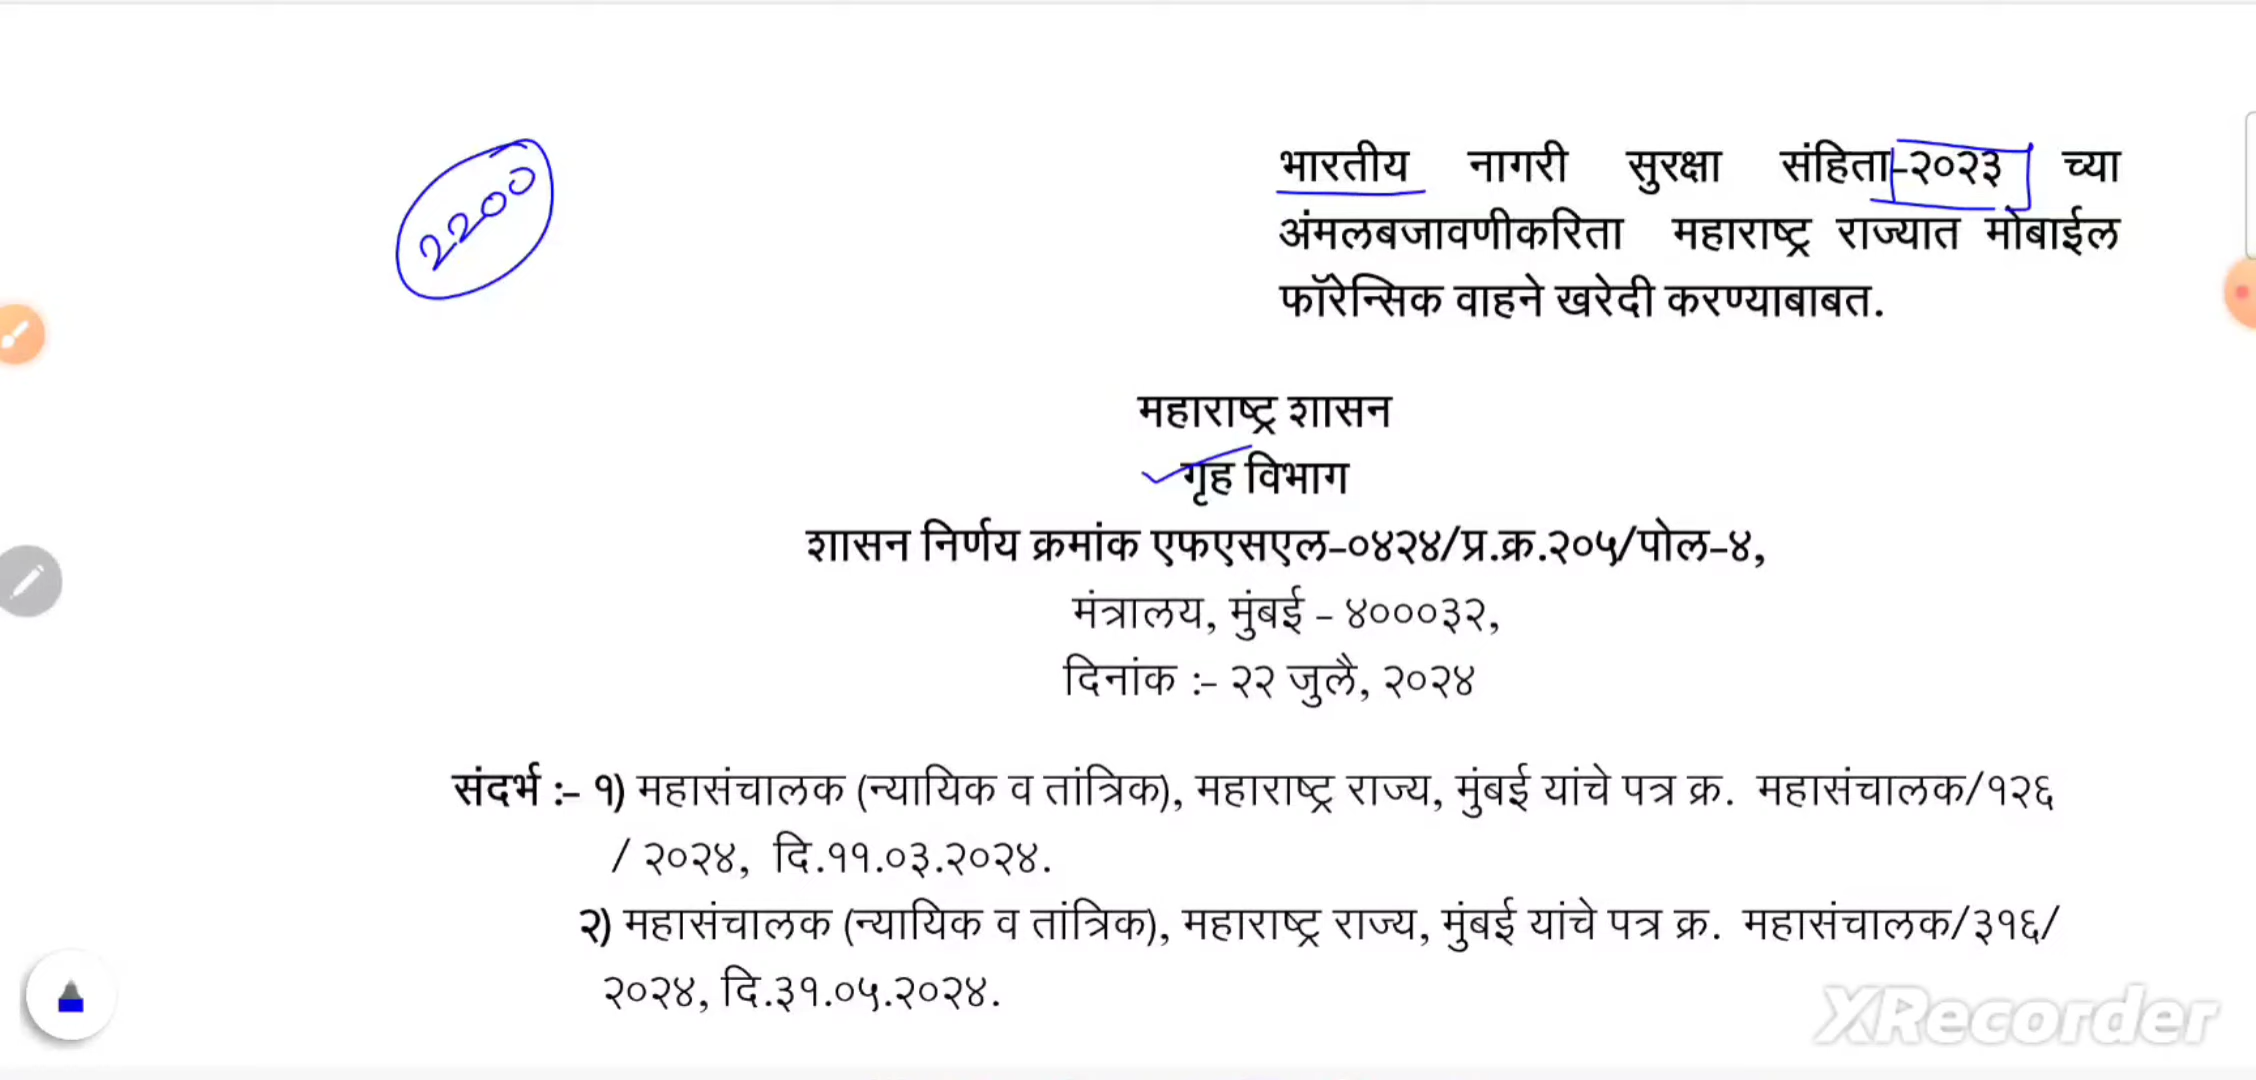 2200
भारतीय नागरी सुरक्षा संहिता-२०२३ च्या
अंमलबजावणीकरिता महाराष्ट्र राज्यात मोबाईल
फॉरेन्सिक वाहने खरेदी करण्याबाबत.
महाराष्ट्र शासन
गृह विभाग
शासन निर्णय क्रमांक एफएसएल-०४२४/प्र.क्र.२०५/पोल-४,
मंत्रालय, मुंबई - ४०००३२,
दिनांक :- २२ जुलै, २०२४
संदर्भ :- १) महासंचालक (न्यायिक व तांत्रिक), महाराष्ट्र राज्य, मुंबई यांचे पत्र क्र. महासंचालक/१२६
/ २०२४, दि.११.०३.२०२४.
२) महासंचालक (न्यायिक व तांत्रिक), महाराष्ट्र राज्य, मुंबई यांचे पत्र क्र. महासंचालक/३१६/
२०२४, दि.३१.०५.२०२४.
XRecorder